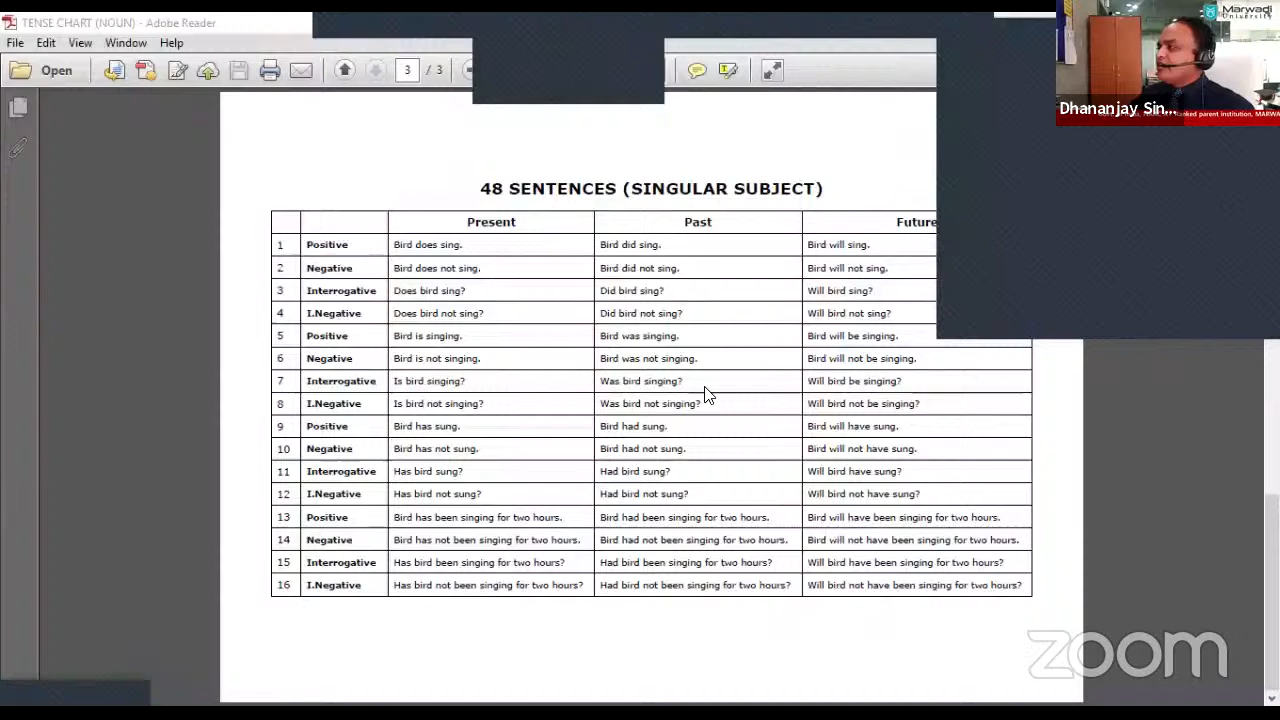 TENSE CHART (NOUN) - Adobe Reader
File Edit View Window Help
Open 3 / 3
Marwadi
University
Dhananjay Sin...
Ranked parent institution, MARWA
48 SENTENCES (SINGULAR SUBJECT)
Present Past Future
1 Positive Bird does sing. Bird did sing. Bird will sing.
2 Negative Bird does not sing. Bird did not sing. Bird will not sing.
3 Interrogative Does bird sing? Did bird sing? Will bird sing?
4 I.Negative Does bird not sing? Did bird not sing? Will bird not sing?
5 Positive Bird is singing. Bird was singing. Bird will be singing.
6 Negative Bird is not singing. Bird was not singing. Bird will not be singing.
7 Interrogative Is bird singing? Was bird singing? Will bird be singing?
8 I.Negative Is bird not singing? Was bird not singing? Will bird not be singing?
9 Positive Bird has sung. Bird had sung. Bird will have sung.
10 Negative Bird has not sung. Bird had not sung. Bird will not have sung.
11 Interrogative Has bird sung? Had bird sung? Will bird have sung?
12 I.Negative Has bird not sung? Had bird not sung? Will bird not have sung?
13 Positive Bird has been singing for two hours. Bird had been singing for two hours. Bird will have been singing for two hours.
14 Negative Bird has not been singing for two hours. Bird had not been singing for two hours. Bird will not have been singing for two hours.
15 Interrogative Has bird been singing for two hours? Had bird been singing for two hours? Will bird have been singing for two hours?
16 I.Negative Has bird not been singing for two hours? Had bird not been singing for two hours? Will bird not have been singing for two hours?
zoom